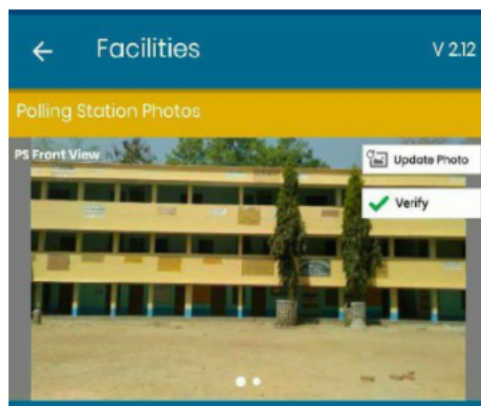 Facilities
V 2.12
Polling Station Photos
PS Front View
Update Photo
Verify